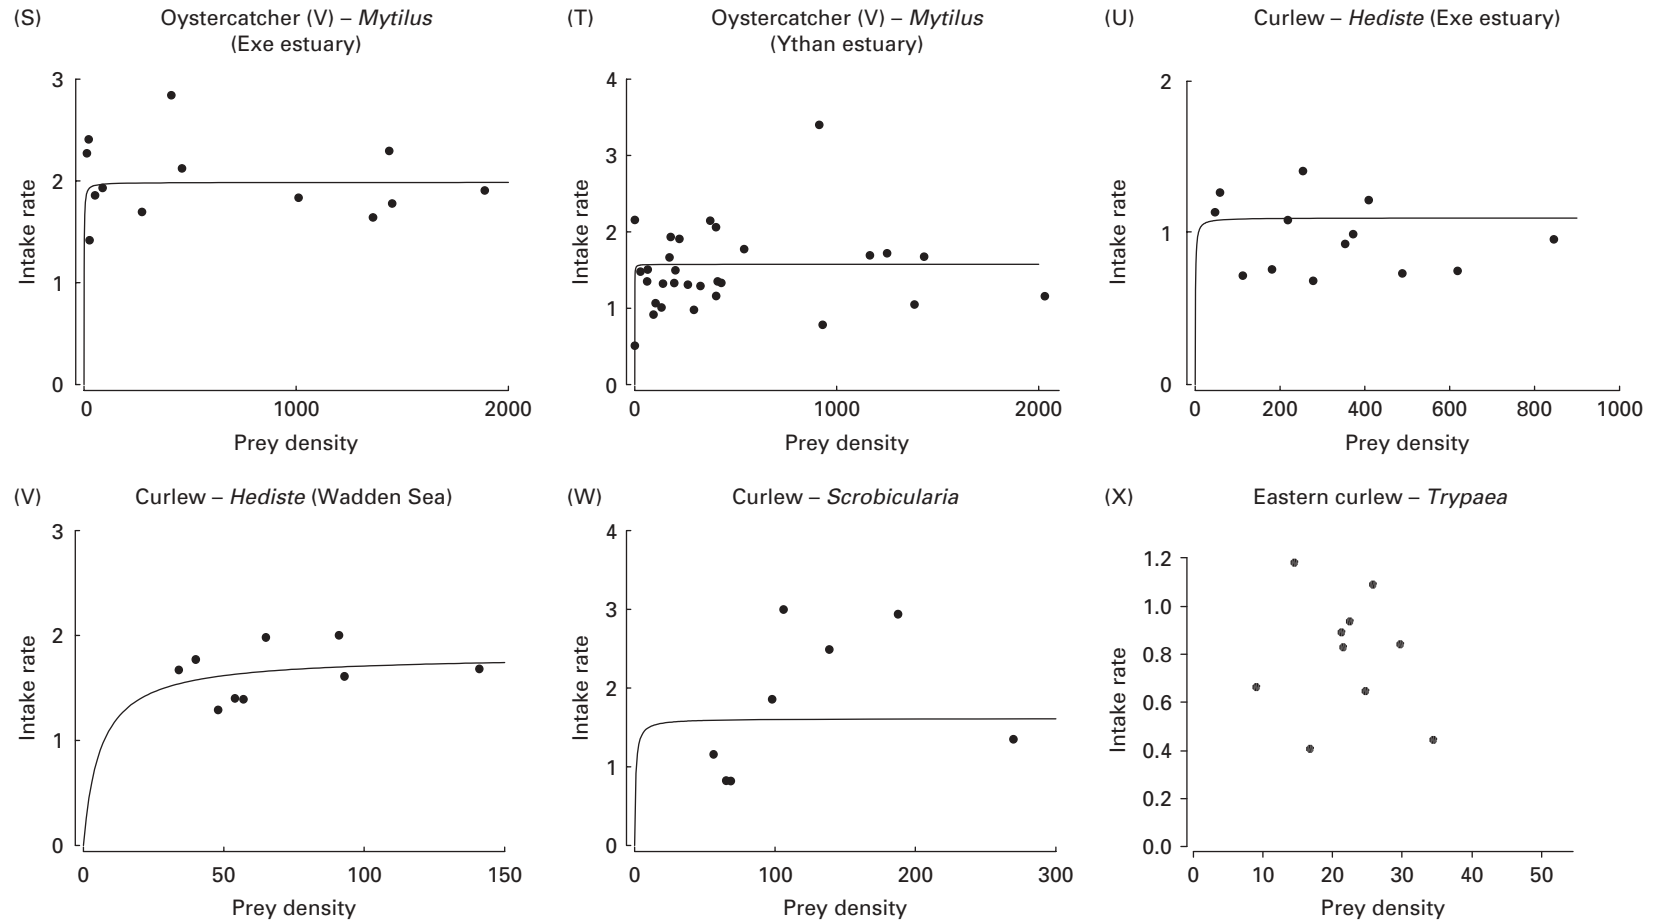 (S) Oystercatcher (V) – Mytilus
(Exe estuary)
3
2
1
0
Intake rate
0 1000 2000
Prey density
(T) Oystercatcher (V) – Mytilus
(Ythan estuary)
4
3
2
1
0
Intake rate
0 1000 2000
Prey density
(U) Curlew – Hediste (Exe estuary)
2
1
0
Intake rate
0 200 400 600 800 1000
Prey density
(V) Curlew – Hediste (Wadden Sea)
3
2
1
0
Intake rate
0 50 100 150
Prey density
(W) Curlew – Scrobicularia
4
3
2
1
0
Intake rate
0 100 200 300
Prey density
(X) Eastern curlew – Trypaea
1.2
1.0
0.8
0.6
0.4
0.2
0.0
Intake rate
0 10 20 30 40 50
Prey density